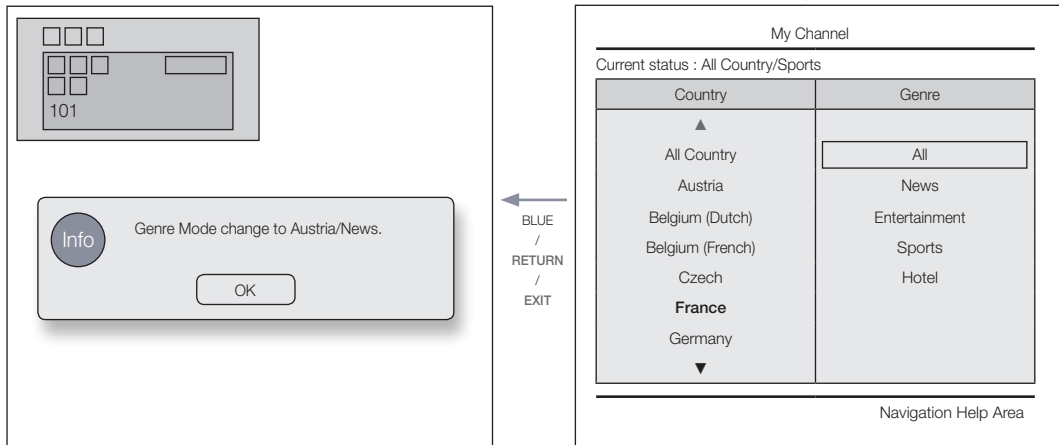 101
Info
Genre Mode change to Austria/News.
OK
BLUE
/
RETURN
/
EXIT
My Channel
Current status : All Country/Sports
Country Genre
▲
All Country All
Austria News
Belgium (Dutch) Entertainment
Belgium (French) Sports
Czech Hotel
France
Germany
▼
Navigation Help Area